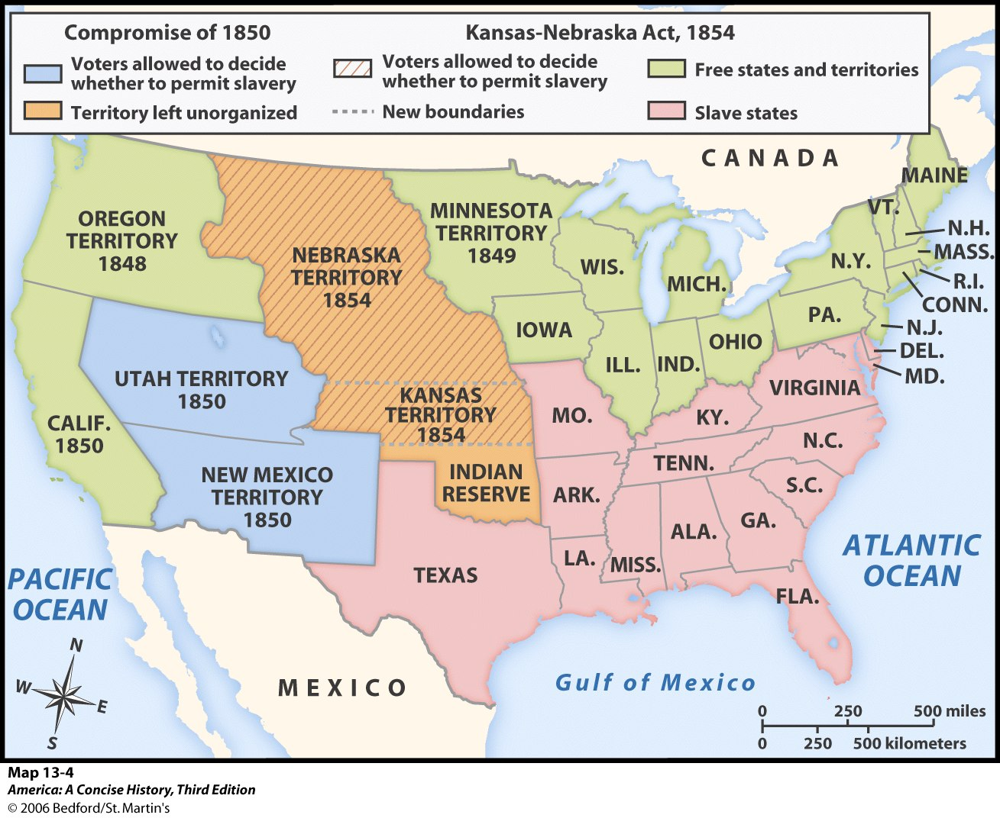 Compromise of 1850
Voters allowed to decide
whether to permit slavery
Territory left unorganized
Kansas-Nebraska Act, 1854
Voters allowed to decide
whether to permit slavery
New boundaries
Free states and territories
Slave states
CANADA
MAINE
VT.
N.H.
MASS.
R.I.
CONN.
N.Y.
PA.
N.J.
DEL.
MD.
OREGON
TERRITORY
1848
NEBRASKA
TERRITORY
1854
MINNESOTA
TERRITORY
1849
WIS.
MICH.
IOWA
ILL.
IND.
OHIO
UTAH TERRITORY
1850
CALIF.
1850
KANSAS
TERRITORY
1854
MO.
KY.
VIRGINIA
NEW MEXICO
TERRITORY
1850
INDIAN
RESERVE
ARK.
TENN.
N.C.
S.C.
TEXAS
LA.
MISS.
ALA.
GA.
FLA.
PACIFIC
OCEAN
ATLANTIC
OCEAN
MEXICO
Gulf of Mexico
N
W
E
S
0 250 500 miles
0 250 500 kilometers
Map 13-4
America: A Concise History, Third Edition
© 2006 Bedford/St. Martin's